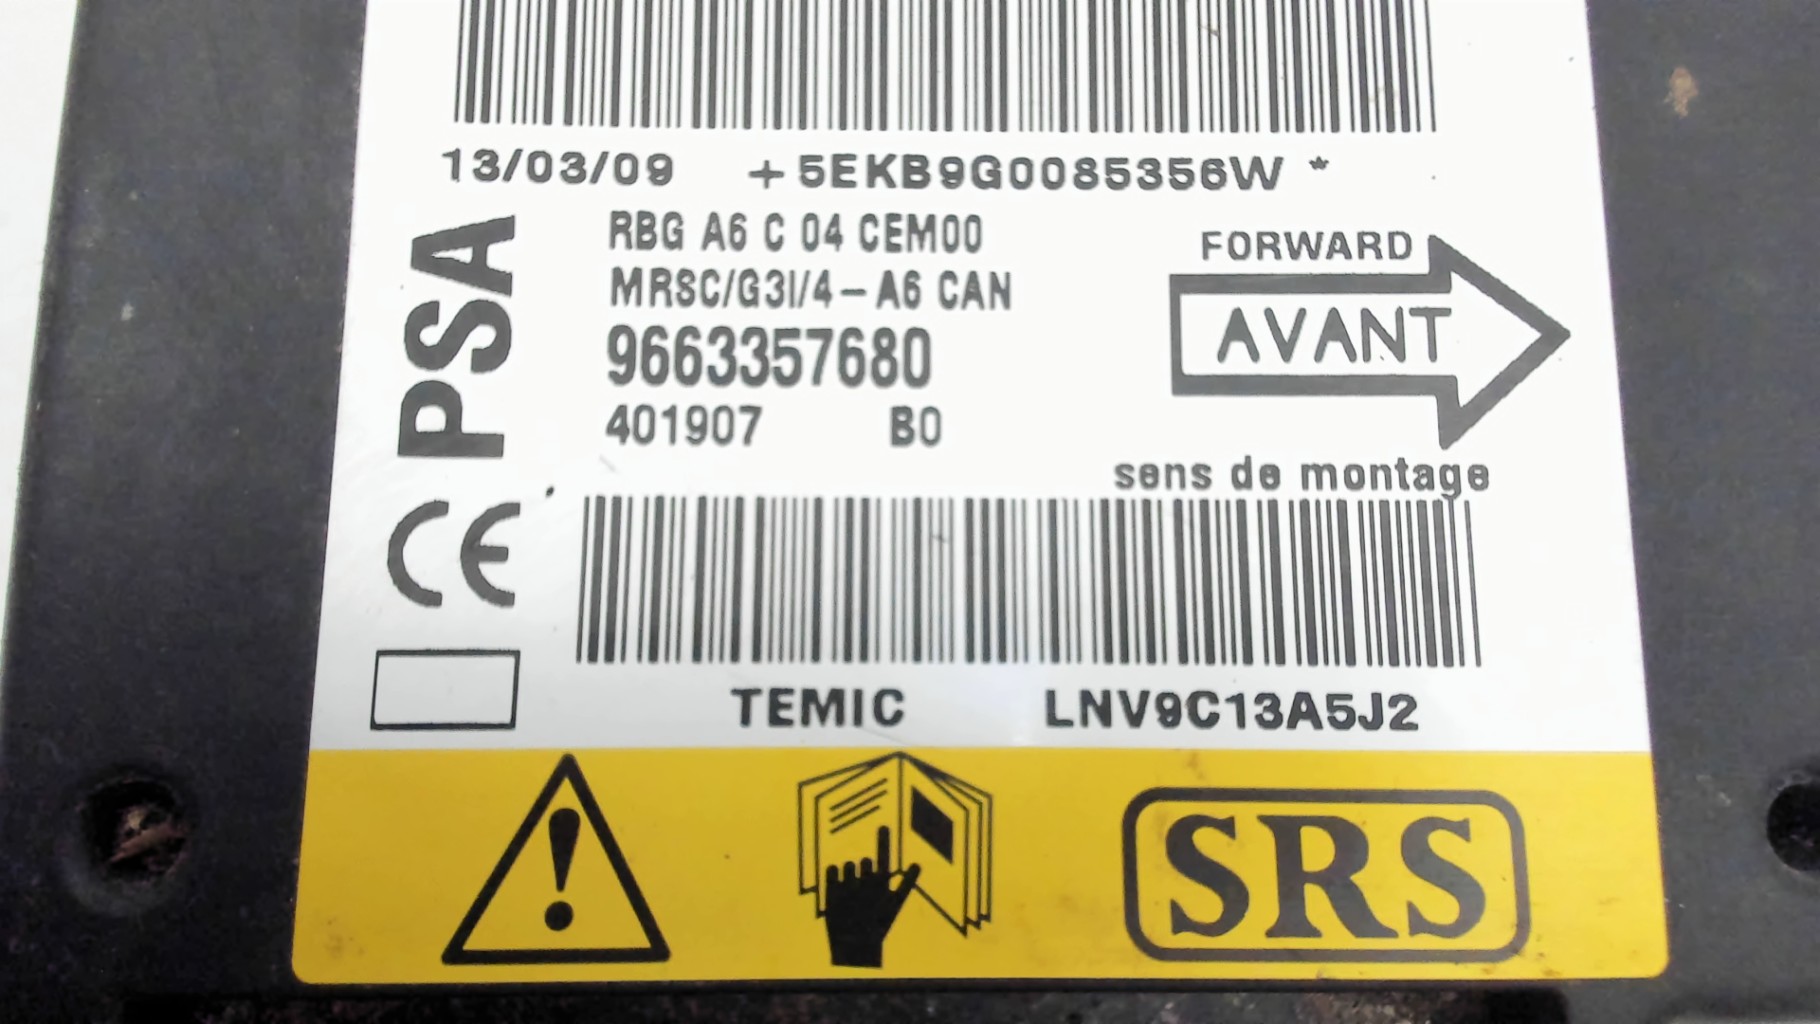 13/03/09 +5EKB9G0085356W *
PSA
RBG A6 C 04 CEM00
MRSC/G3I/4-A6 CAN
9663357680
401907 B0
FORWARD
AVANT
sens de montage
CE
TEMIC LNV9C13A5J2
SRS